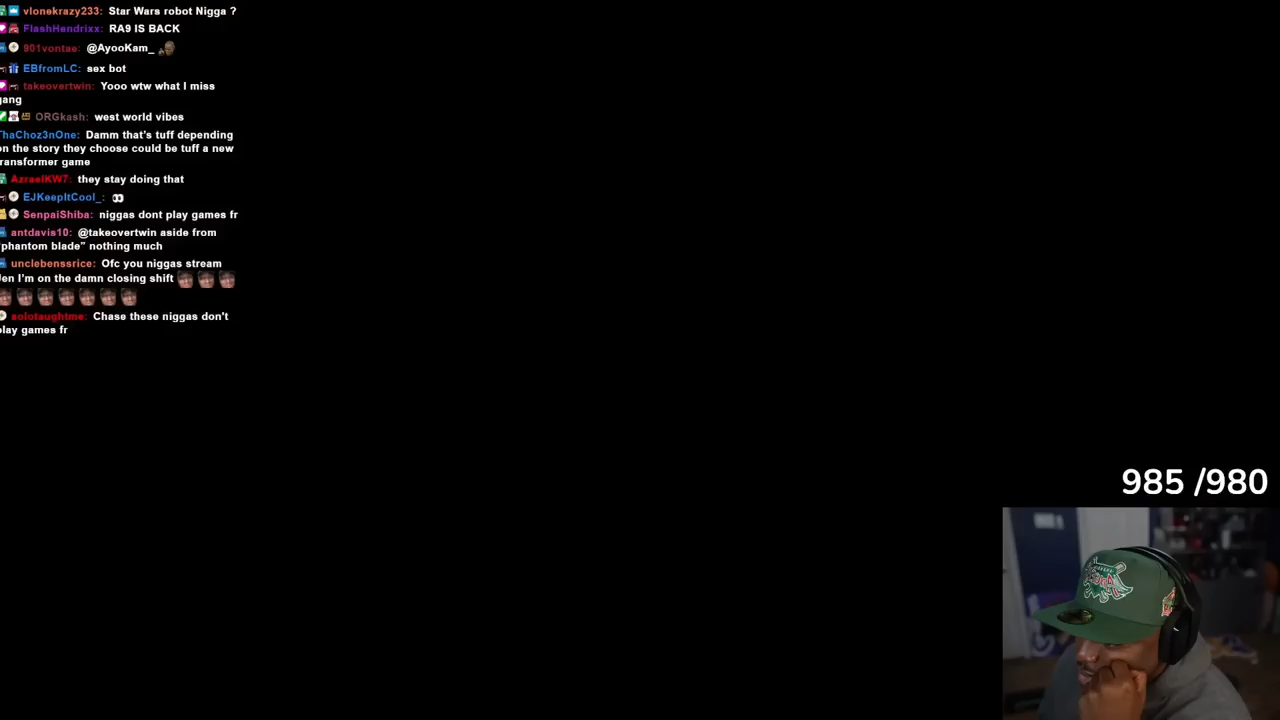 vlonekrazy233: Star Wars robot Nigga ?
FlashHendrixx: RA9 IS BACK
901vontae: @AyooKam_
EBfromLC: sex bot
takeovertwin: Yooo wtw what I miss
gang
ORGkash: west world vibes
ThaChoz3nOne: Damm that's tuff depending
on the story they choose could be tuff a new
transformer game
AzraelKW7: they stay doing that
EJKeepItCool_:
SenpaiShiba: niggas dont play games fr
antdavis10: @takeovertwin aside from
"phantom blade" nothing much
unclebenssrice: Ofc you niggas stream
en I'm on the damn closing shift
solotaughtme: Chase these niggas don't
play games fr
985 /980